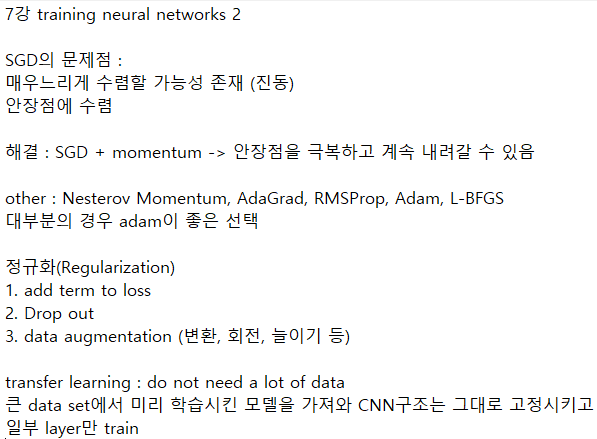 7강 training neural networks 2
SGD의 문제점 :
매우느리게 수렴할 가능성 존재 (진동)
안장점에 수렴
해결 : SGD + momentum -> 안장점을 극복하고 계속 내려갈 수 있음
other : Nesterov Momentum, AdaGrad, RMSProp, Adam, L-BFGS
대부분의 경우 adam이 좋은 선택
정규화(Regularization)
1. add term to loss
2. Drop out
3. data augmentation (변환, 회전, 늘이기 등)
transfer learning : do not need a lot of data
큰 data set에서 미리 학습시킨 모델을 가져와 CNN구조는 그대로 고정시키고
일부 layer만 train